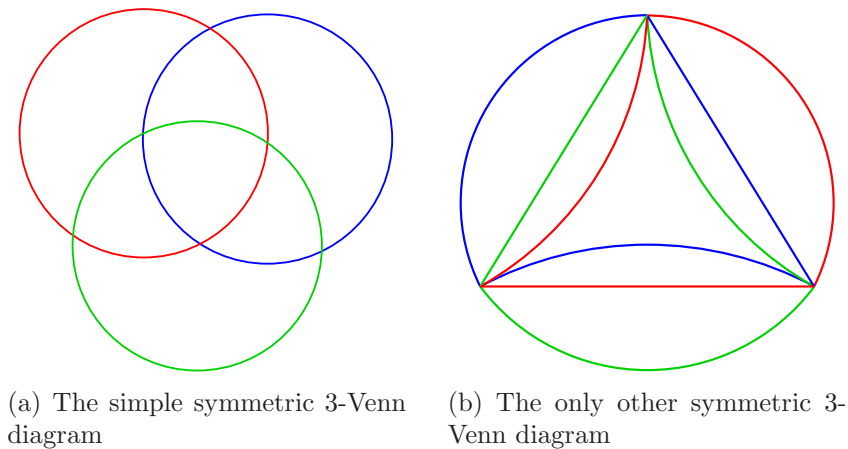 (a) The simple symmetric 3-Venn
diagram
(b) The only other symmetric 3-
Venn diagram